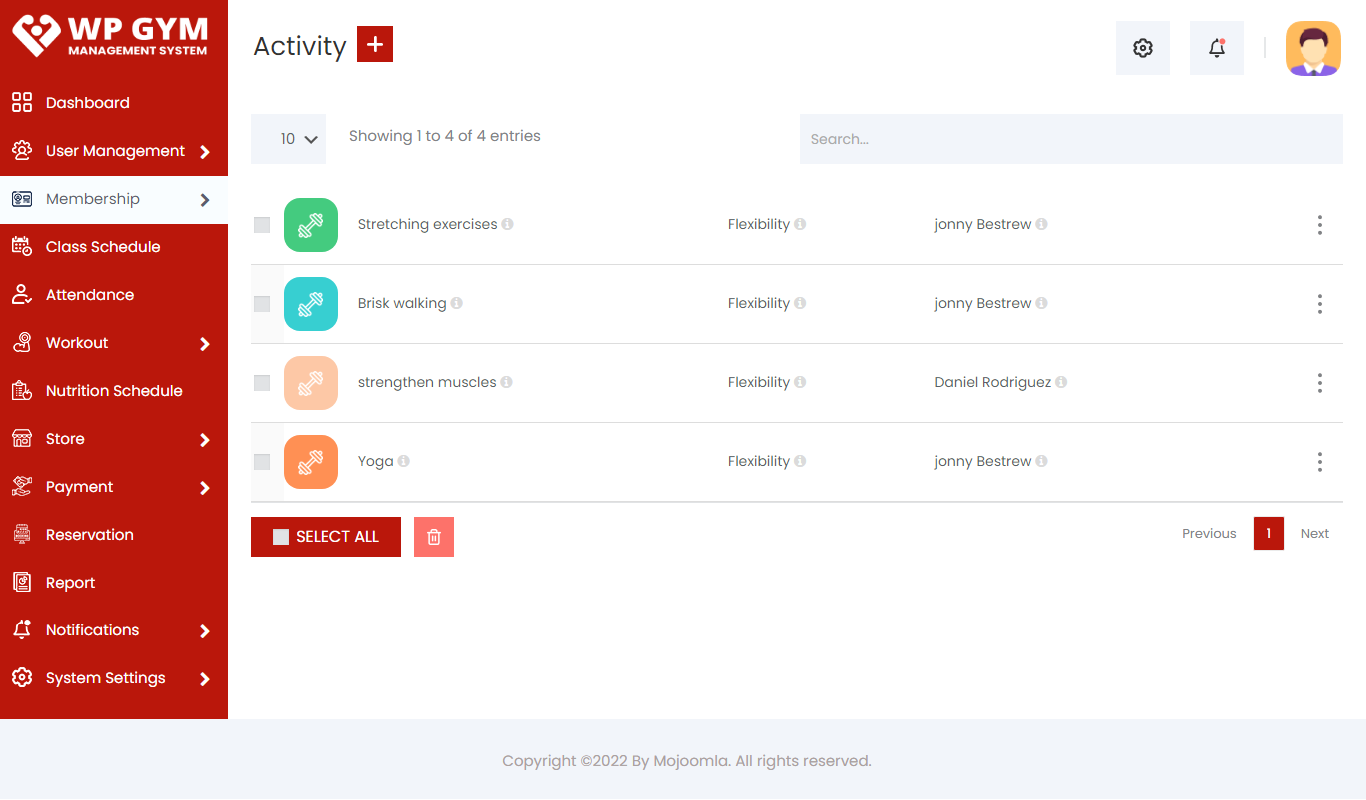 WP GYM
MANAGEMENT SYSTEM
Dashboard
User Management
Membership
Class Schedule
Attendance
Workout
Nutrition Schedule
Store
Payment
Reservation
Report
Notifications
System Settings
Activity +
10 Showing 1 to 4 of 4 entries Search...
Stretching exercises Flexibility jonny Bestrew
Brisk walking Flexibility jonny Bestrew
strengthen muscles Flexibility Daniel Rodriguez
Yoga Flexibility jonny Bestrew
SELECT ALL Previous 1 Next
Copyright ©2022 By Mojoomla. All rights reserved.